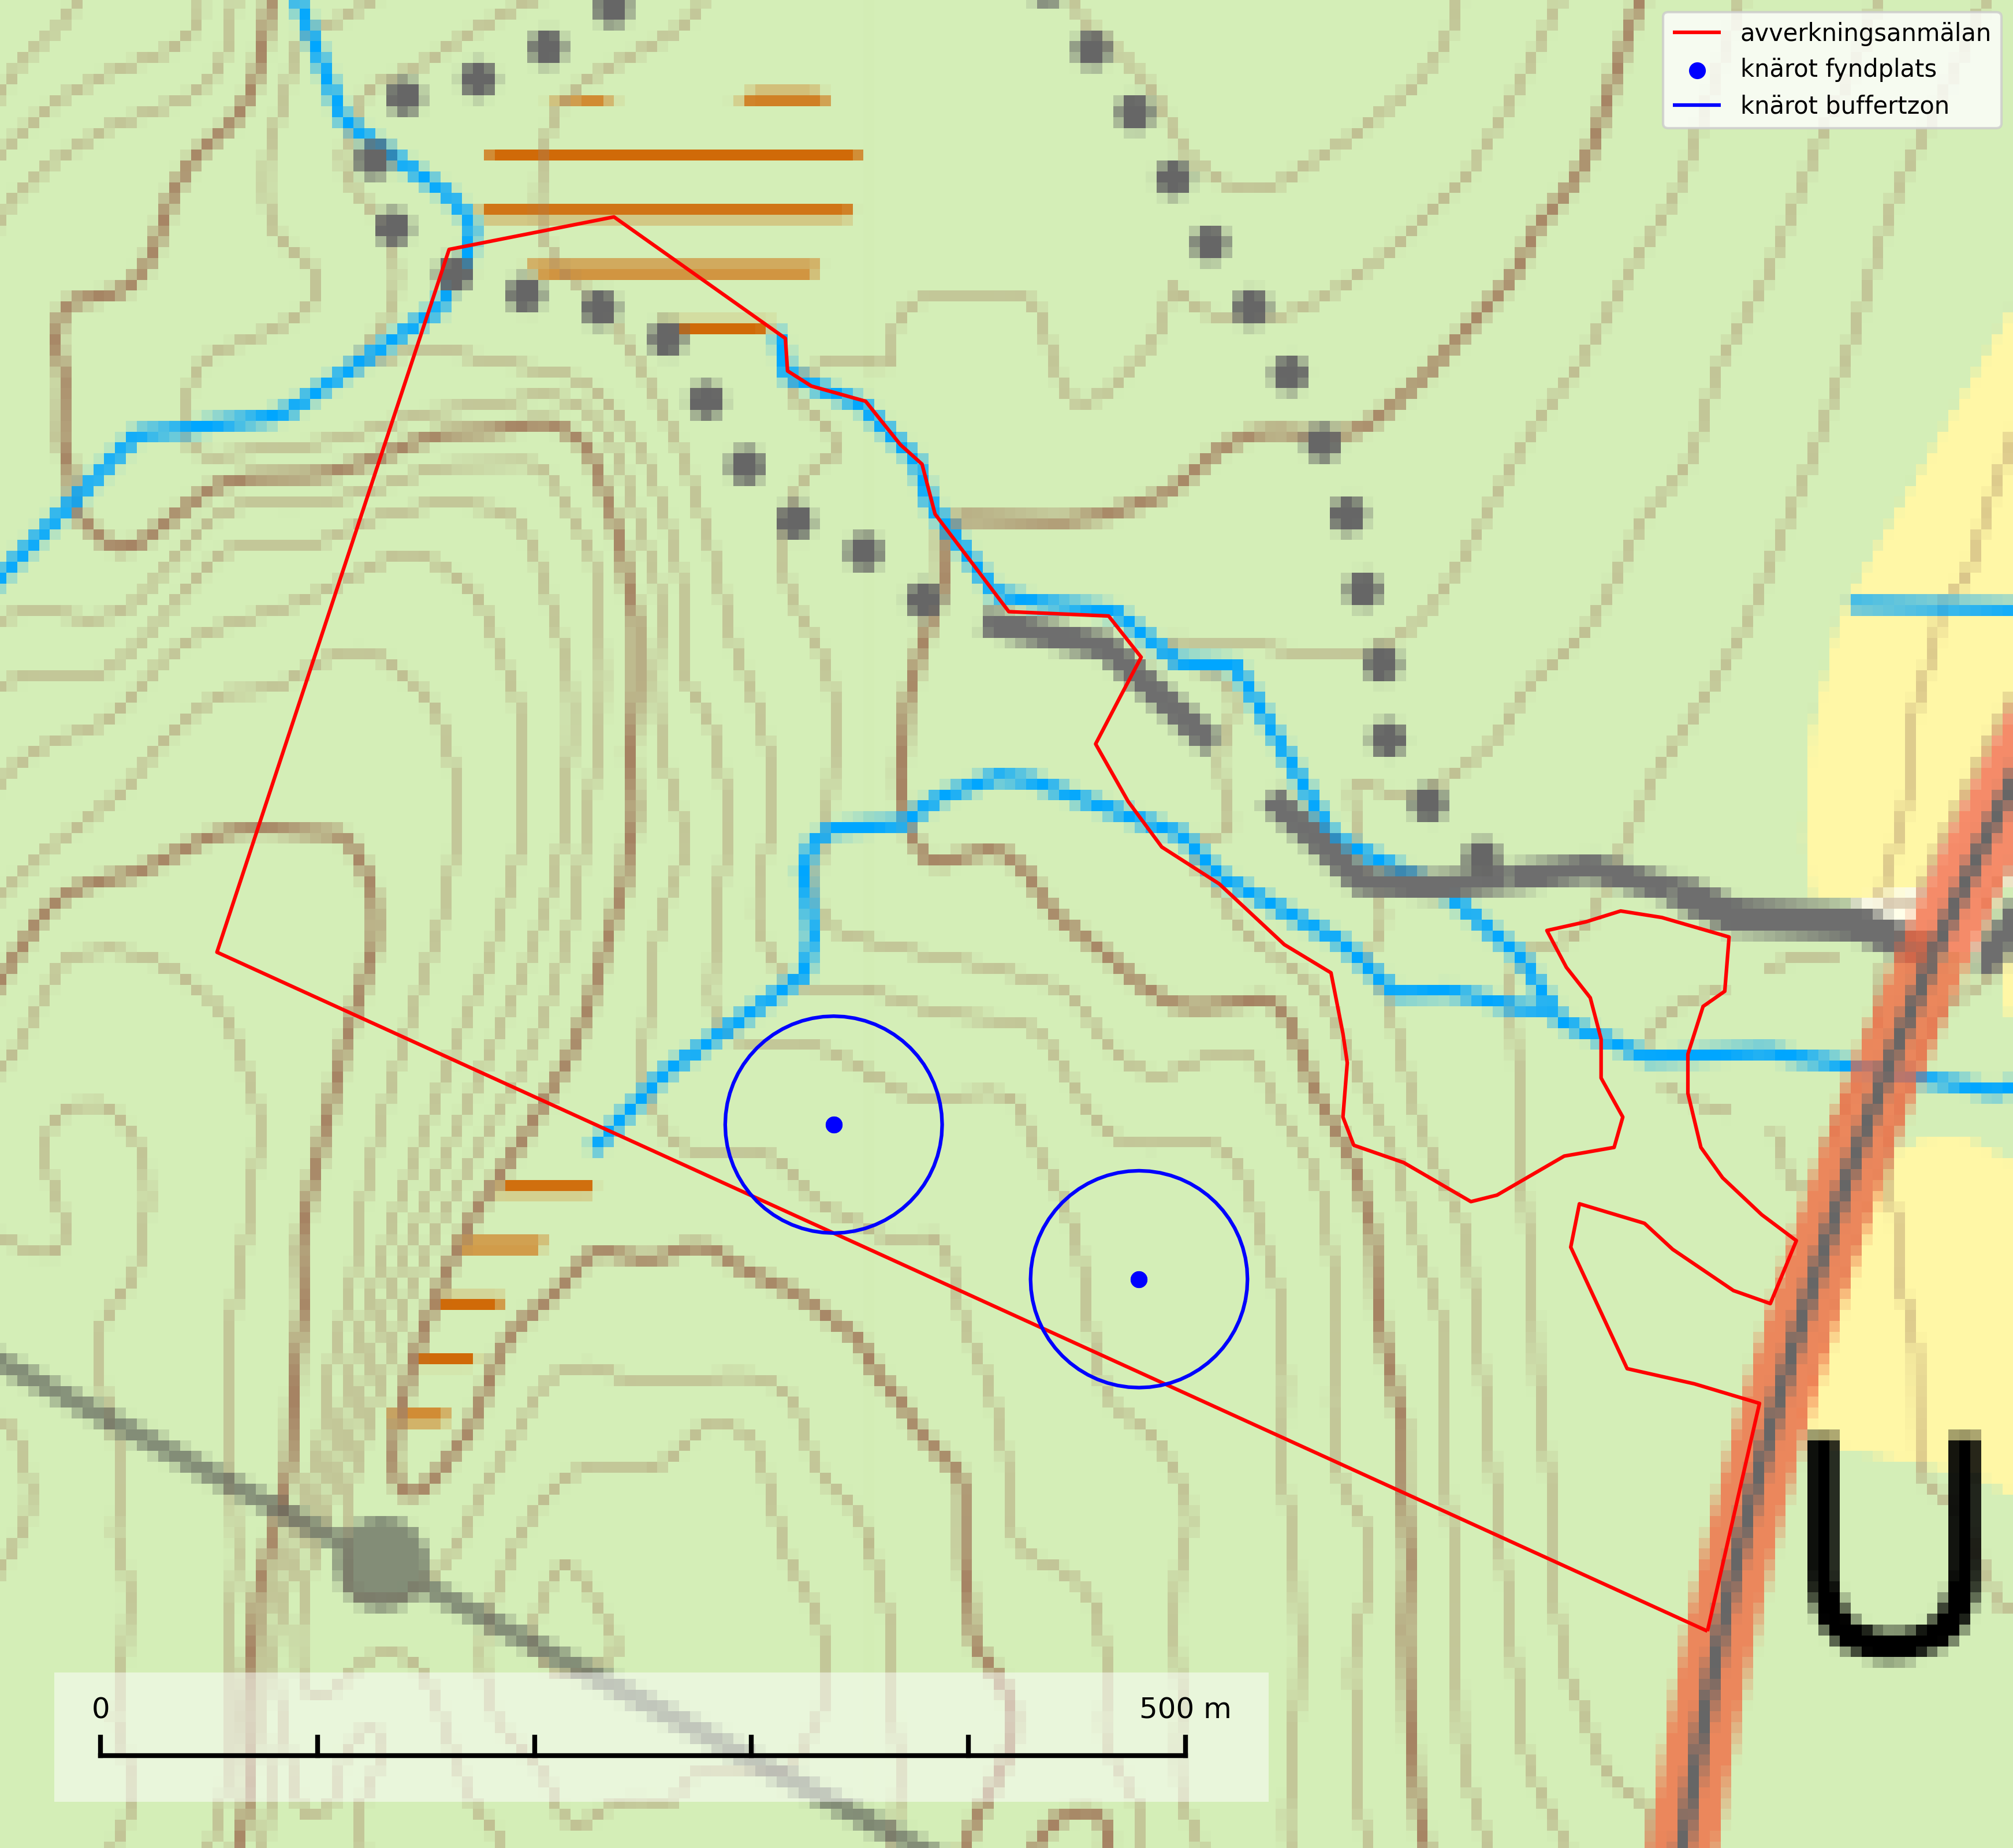 avverkningsanmälan
knärot fyndplats
knärot buffertzon
U
0 500 m